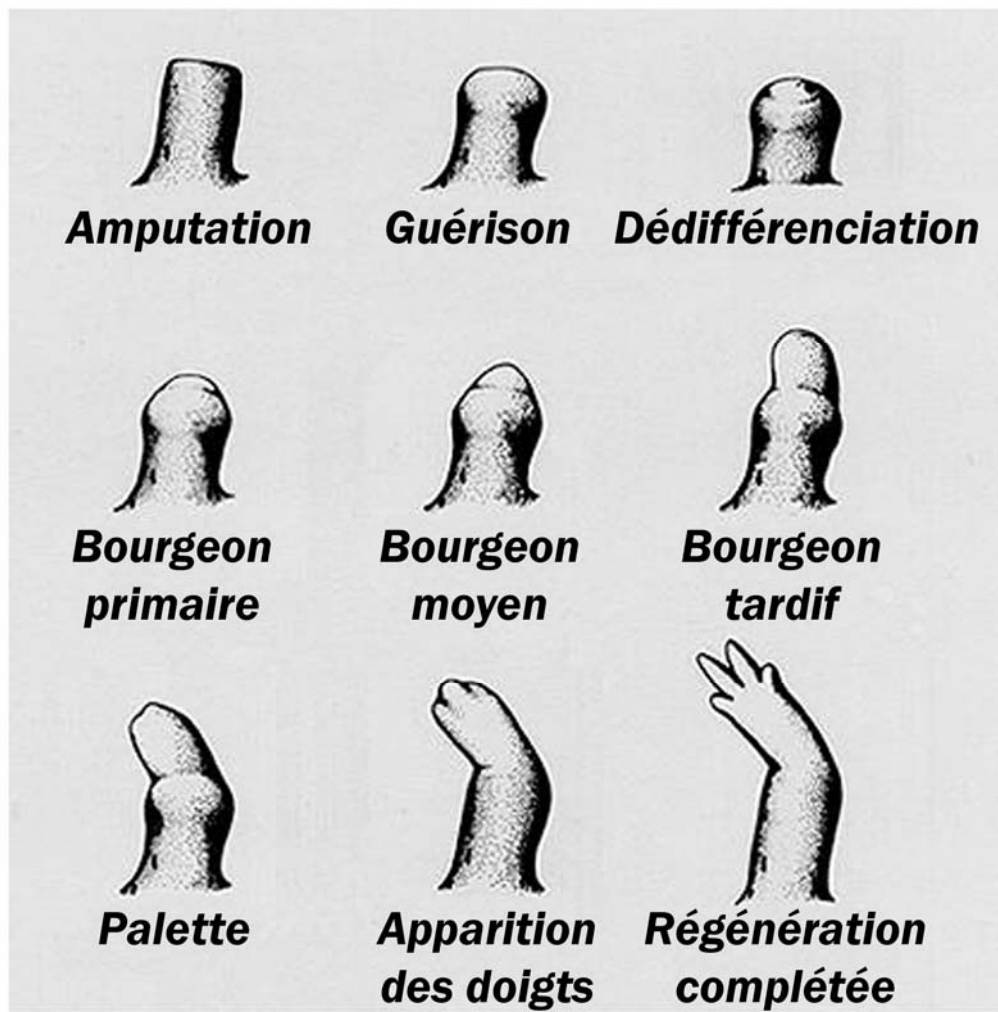 Amputation
Guérison
Dédifférenciation
Bourgeon
primaire
Bourgeon
moyen
Bourgeon
tardif
Palette
Apparition
des doigts
Régénération
complétée